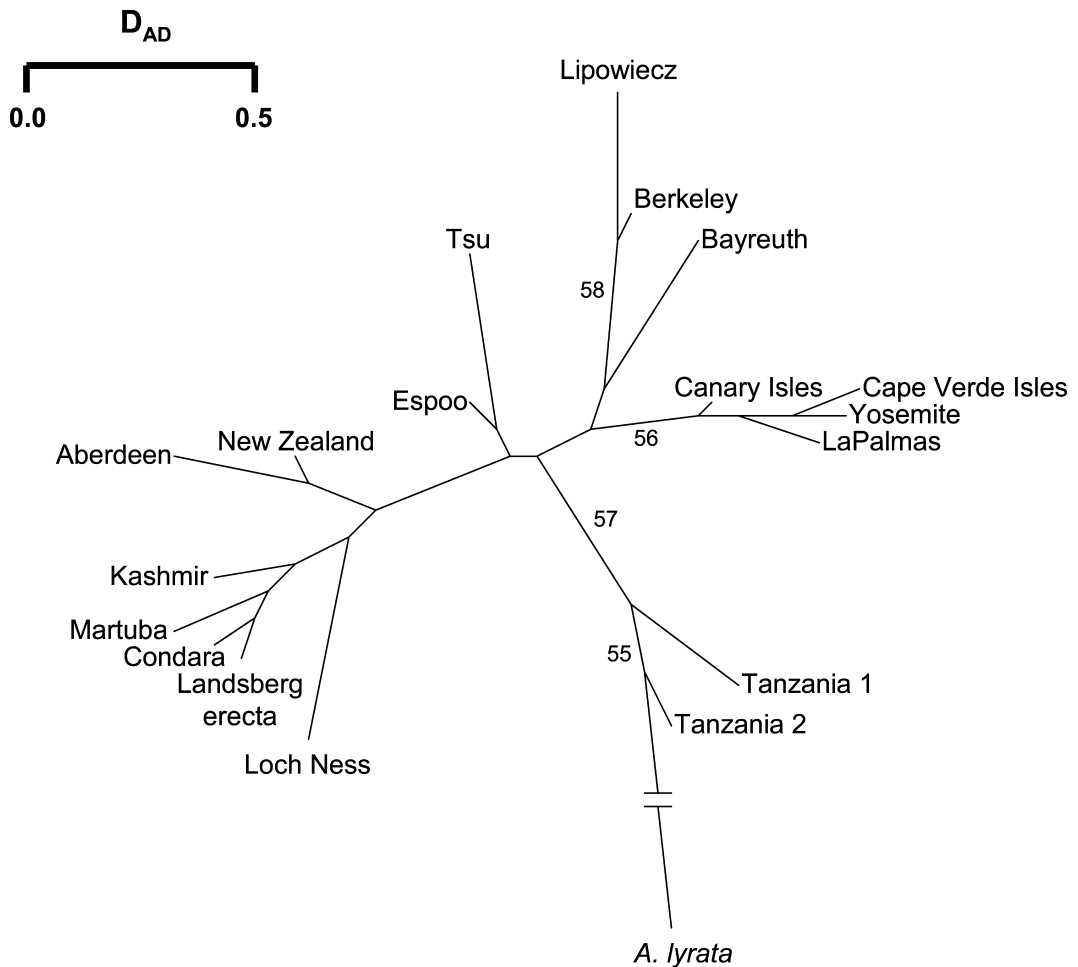 D_AD
0.0 0.5
Lipowiecz
Berkeley
Tsu
Bayreuth
58
Canary Isles
Cape Verde Isles
Espoo
Yosemite
56
LaPalmas
New Zealand
Aberdeen
57
Kashmir
Martuba
Condara
55
Landsberg
erecta
Tanzania 1
Tanzania 2
Loch Ness
A. lyrata